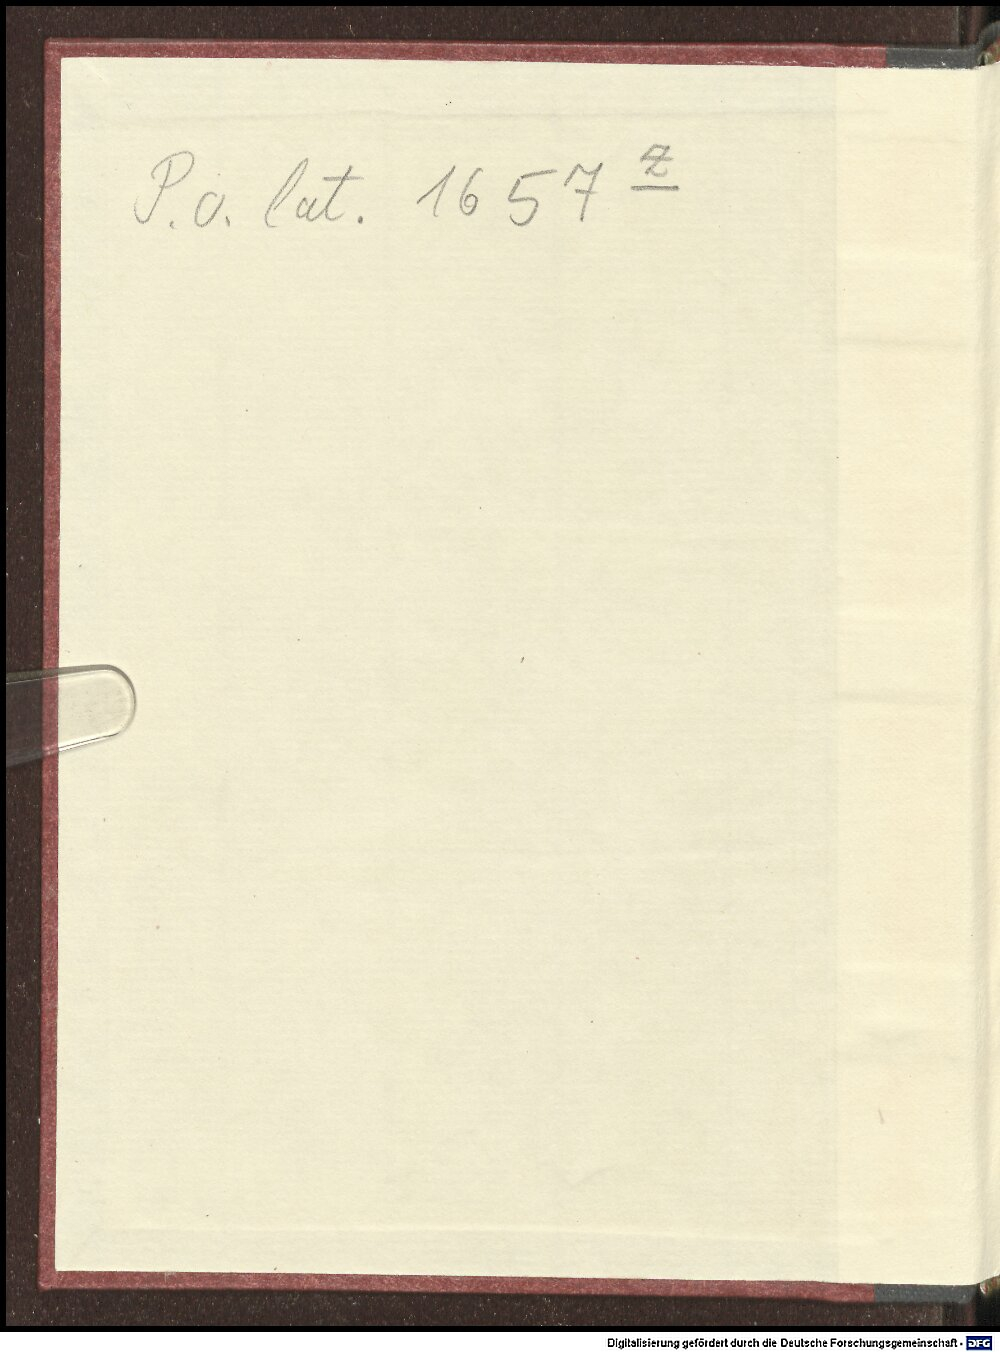 P. o. lat. 1657 z
Digitalisierung gefördert durch die Deutsche Forschungsgemeinschaft - DFG